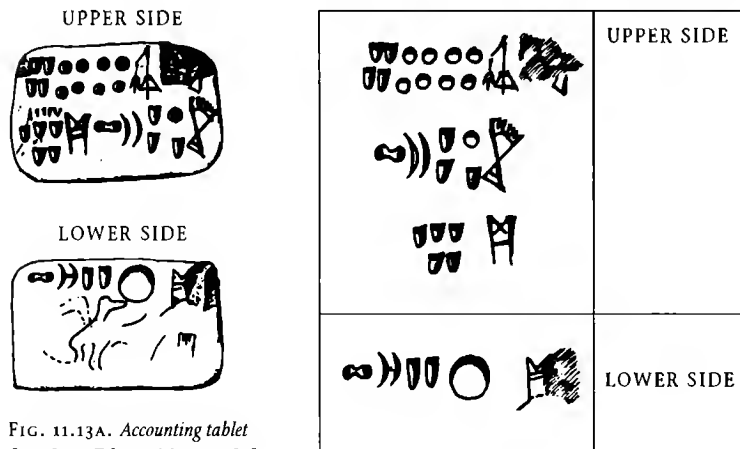 UPPER SIDE
LOWER SIDE
FIG. 11.13A. Accounting tablet
UPPER SIDE
LOWER SIDE